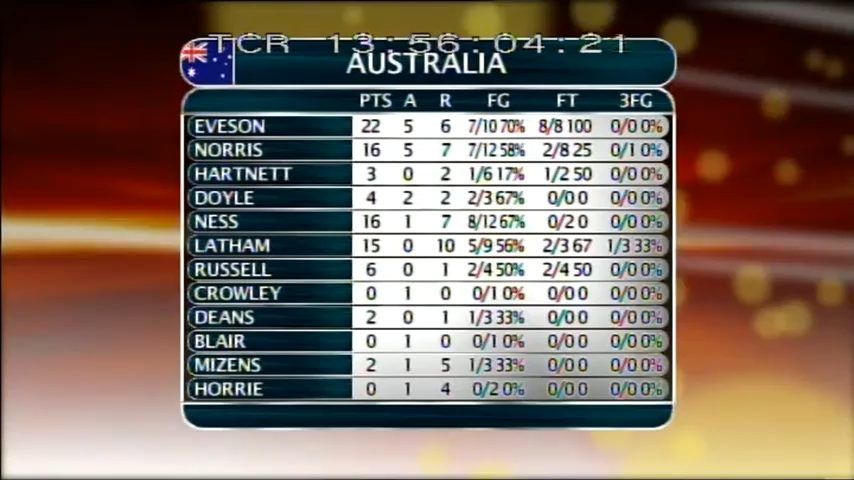 TCR 13:56:04:21
AUSTRALIA
PTS A R FG FT 3FG
EVESON 22 5 6 7/10 70% 8/8 100 0/0 0%
NORRIS 16 5 7 7/12 58% 2/8 25 0/1 0%
HARTNETT 3 0 2 1/6 17% 1/2 50 0/0 0%
DOYLE 4 2 2 2/3 67% 0/0 0 0/0 0%
NESS 16 1 7 8/12 67% 0/2 0 0/0 0%
LATHAM 15 0 10 5/9 56% 2/3 67 1/3 33%
RUSSELL 6 0 1 2/4 50% 2/4 50 0/0 0%
CROWLEY 0 1 0 0/1 0% 0/0 0 0/0 0%
DEANS 2 0 1 1/3 33% 0/0 0 0/0 0%
BLAIR 0 1 0 0/1 0% 0/0 0 0/0 0%
MIZENS 2 1 5 1/3 33% 0/0 0 0/0 0%
HORRIE 0 1 4 0/2 0% 0/0 0 0/0 0%